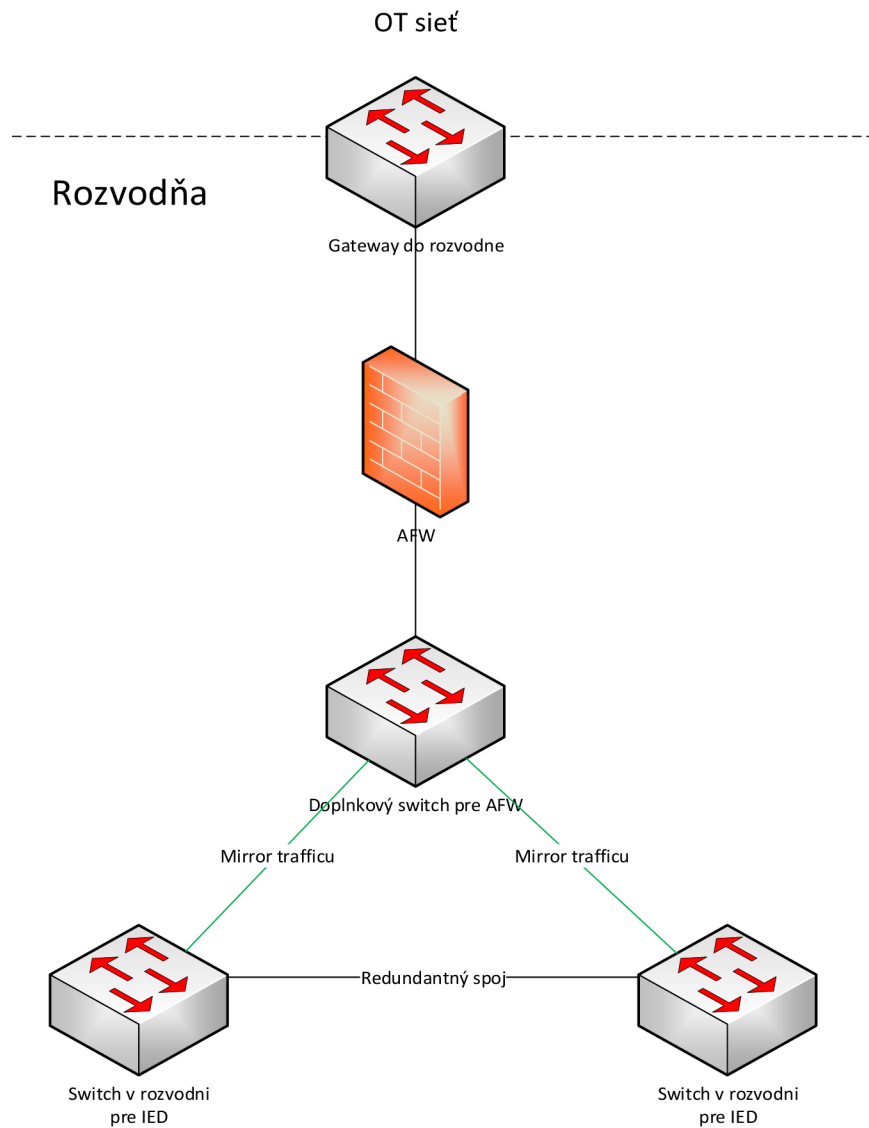 OT sieť
Rozvodňa
Gateway do rozvodne
AFW
Doplnkový switch pre AFW
Mirror trafficu
Mirror trafficu
Redundantný spoj
Switch v rozvodni
pre IED
Switch v rozvodni
pre IED